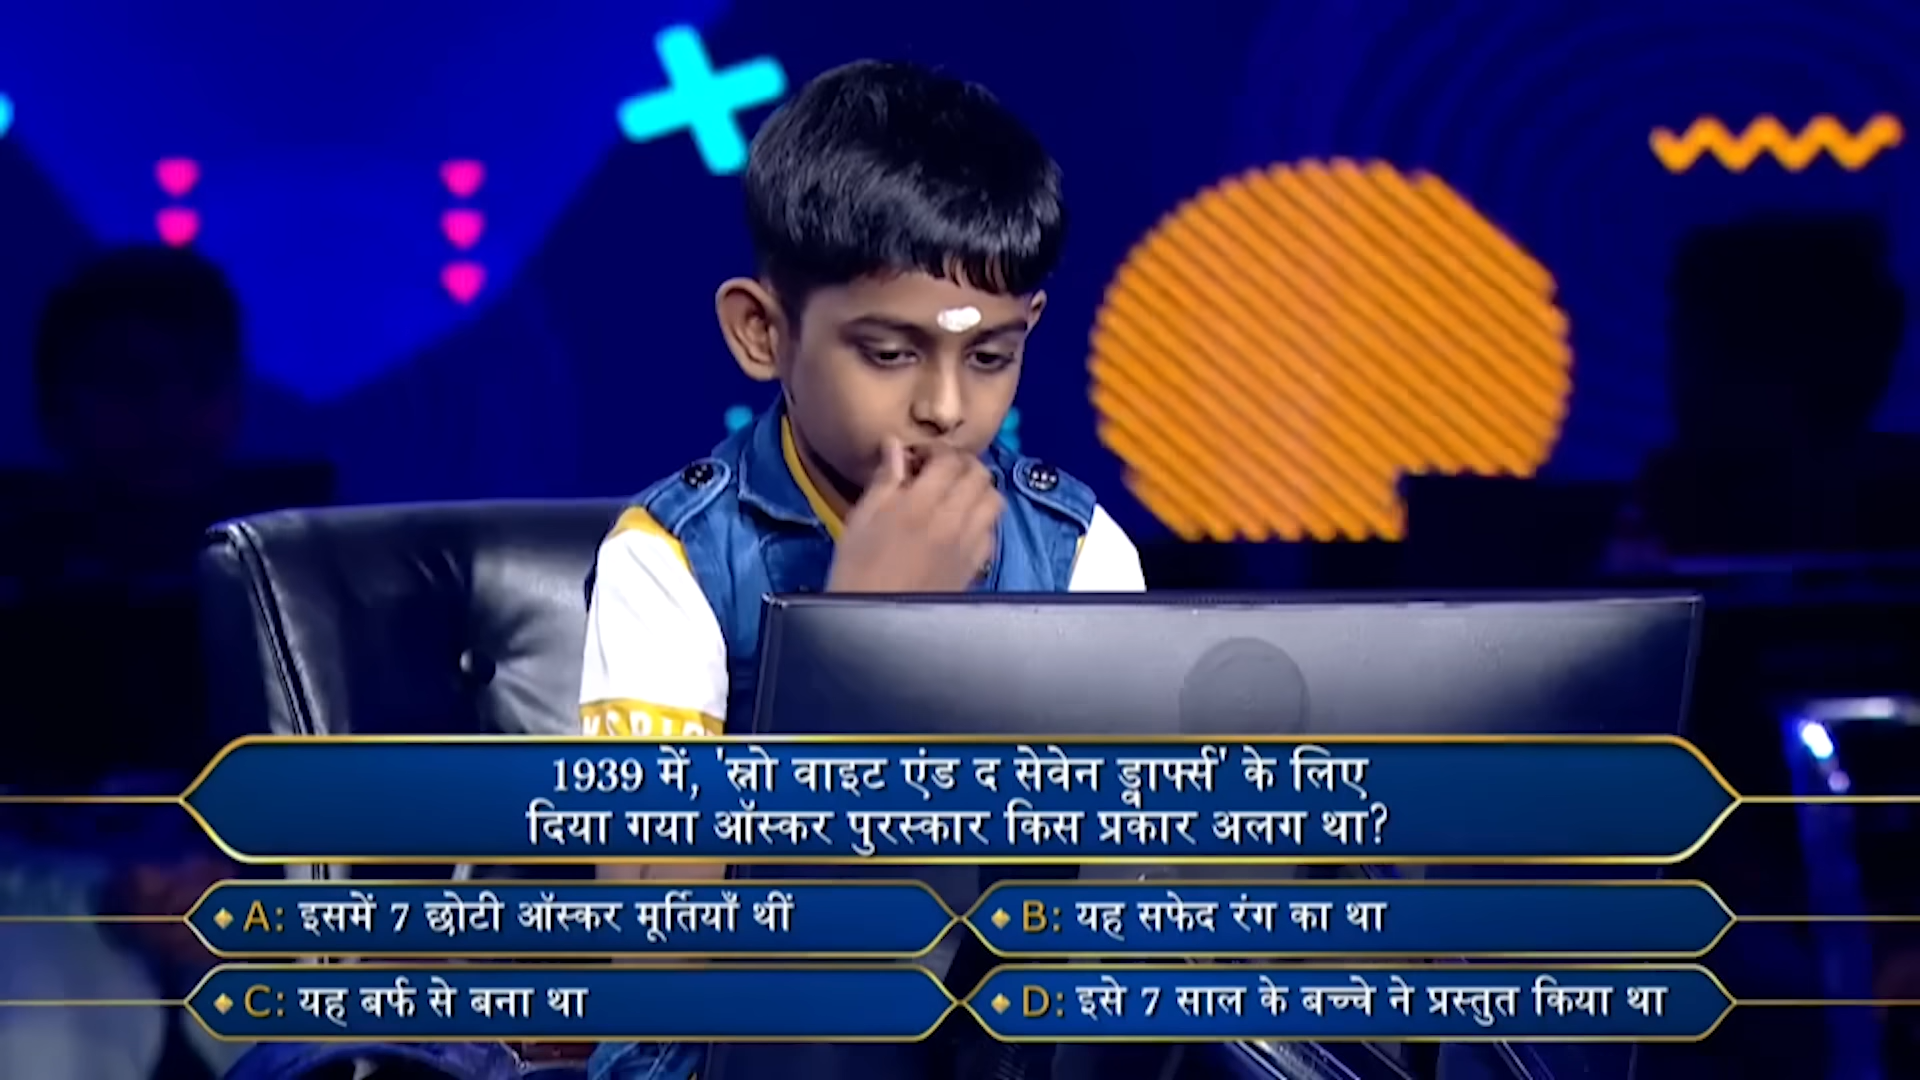 1939 में, 'स्नो वाइट एंड द सेवेन ड्वार्फ्स' के लिए
दिया गया ऑस्कर पुरस्कार किस प्रकार अलग था?
A: इसमें 7 छोटी ऑस्कर मूर्तियाँ थीं
B: यह सफेद रंग का था
C: यह बर्फ से बना था
D: इसे 7 साल के बच्चे ने प्रस्तुत किया था